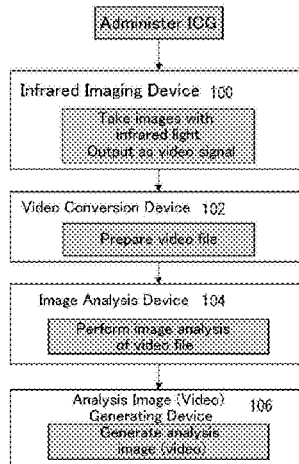 Administer ICG
Infrared Imaging Device 100
Take images with
infrared light
Output as video signal
Video Conversion Device 102
Prepare video file
Image Analysis Device 104
Perform image analysis
of video file
Analysis Image (Video)
Generating Device 106
Generate analysis
image (video)